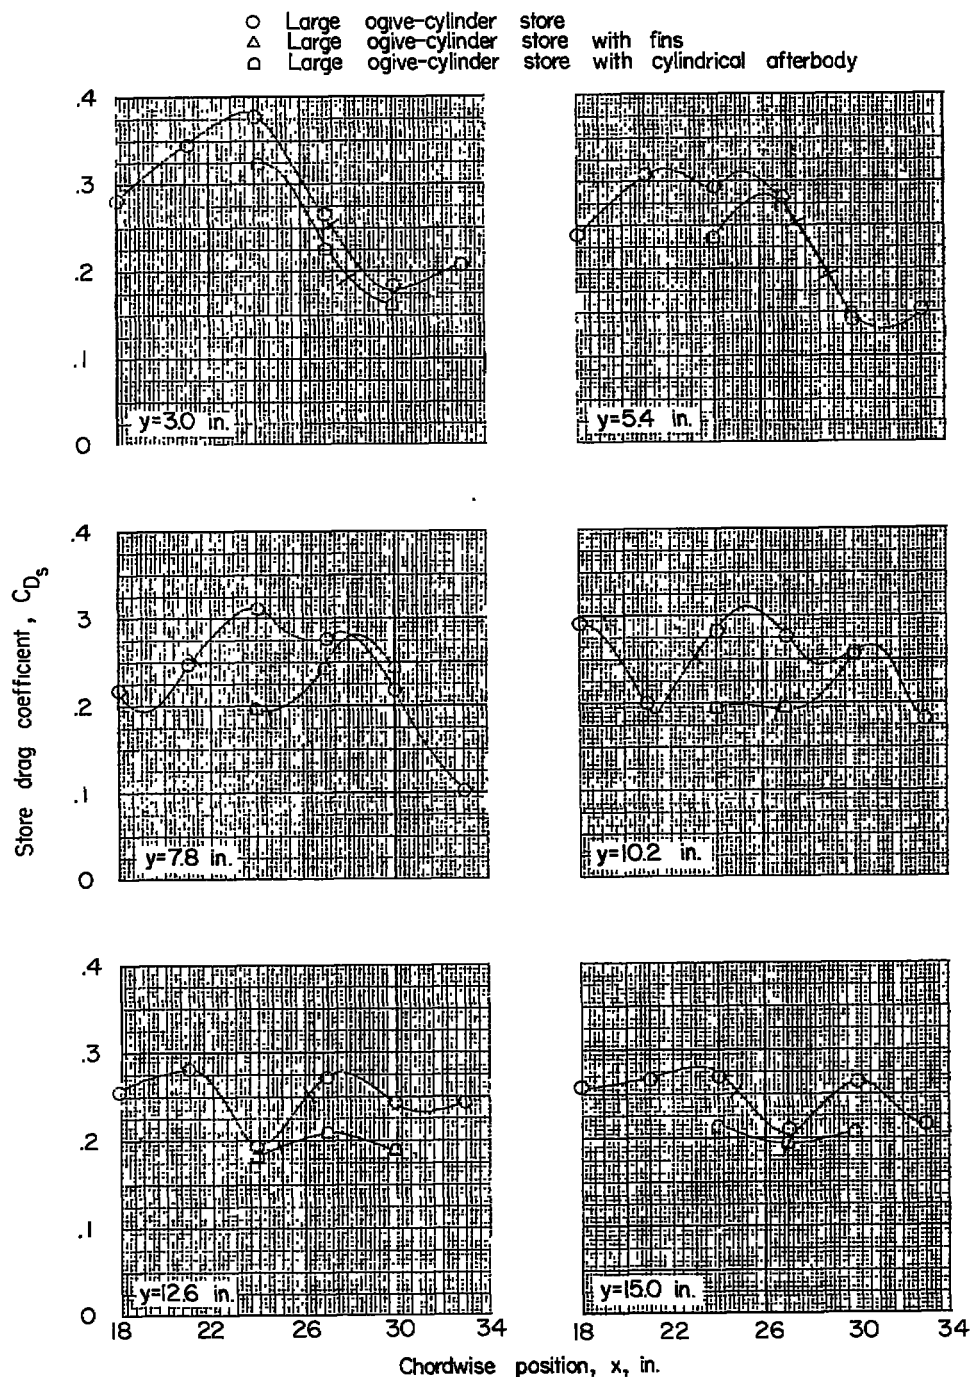 Large ogive-cylinder store
Large ogive-cylinder store with fins
Large ogive-cylinder store with cylindrical afterbody
.4
.3
.2
.1
0
y=3.0 in.
y=5.4 in.
.4
.3
.2
.1
0
y=7.8 in.
y=10.2 in.
Store drag coefficient, C_Ds
.4
.3
.2
.1
0
y=12.6 in.
y=15.0 in.
18 22 26 30 34 18 22 26 30 34
Chordwise position, x, in.